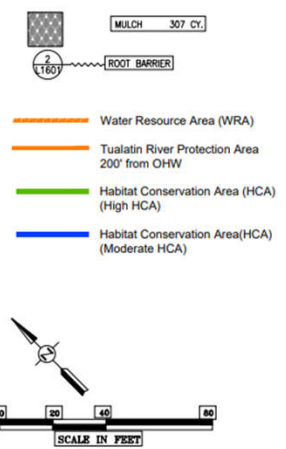 MULCH 307 CY.
2
L1601
ROOT BARRIER
Water Resource Area (WRA)
Tualatin River Protection Area
200' from OHW
Habitat Conservation Area (HCA)
(High HCA)
Habitat Conservation Area(HCA)
(Moderate HCA)
N
0 20 40 80
SCALE IN FEET